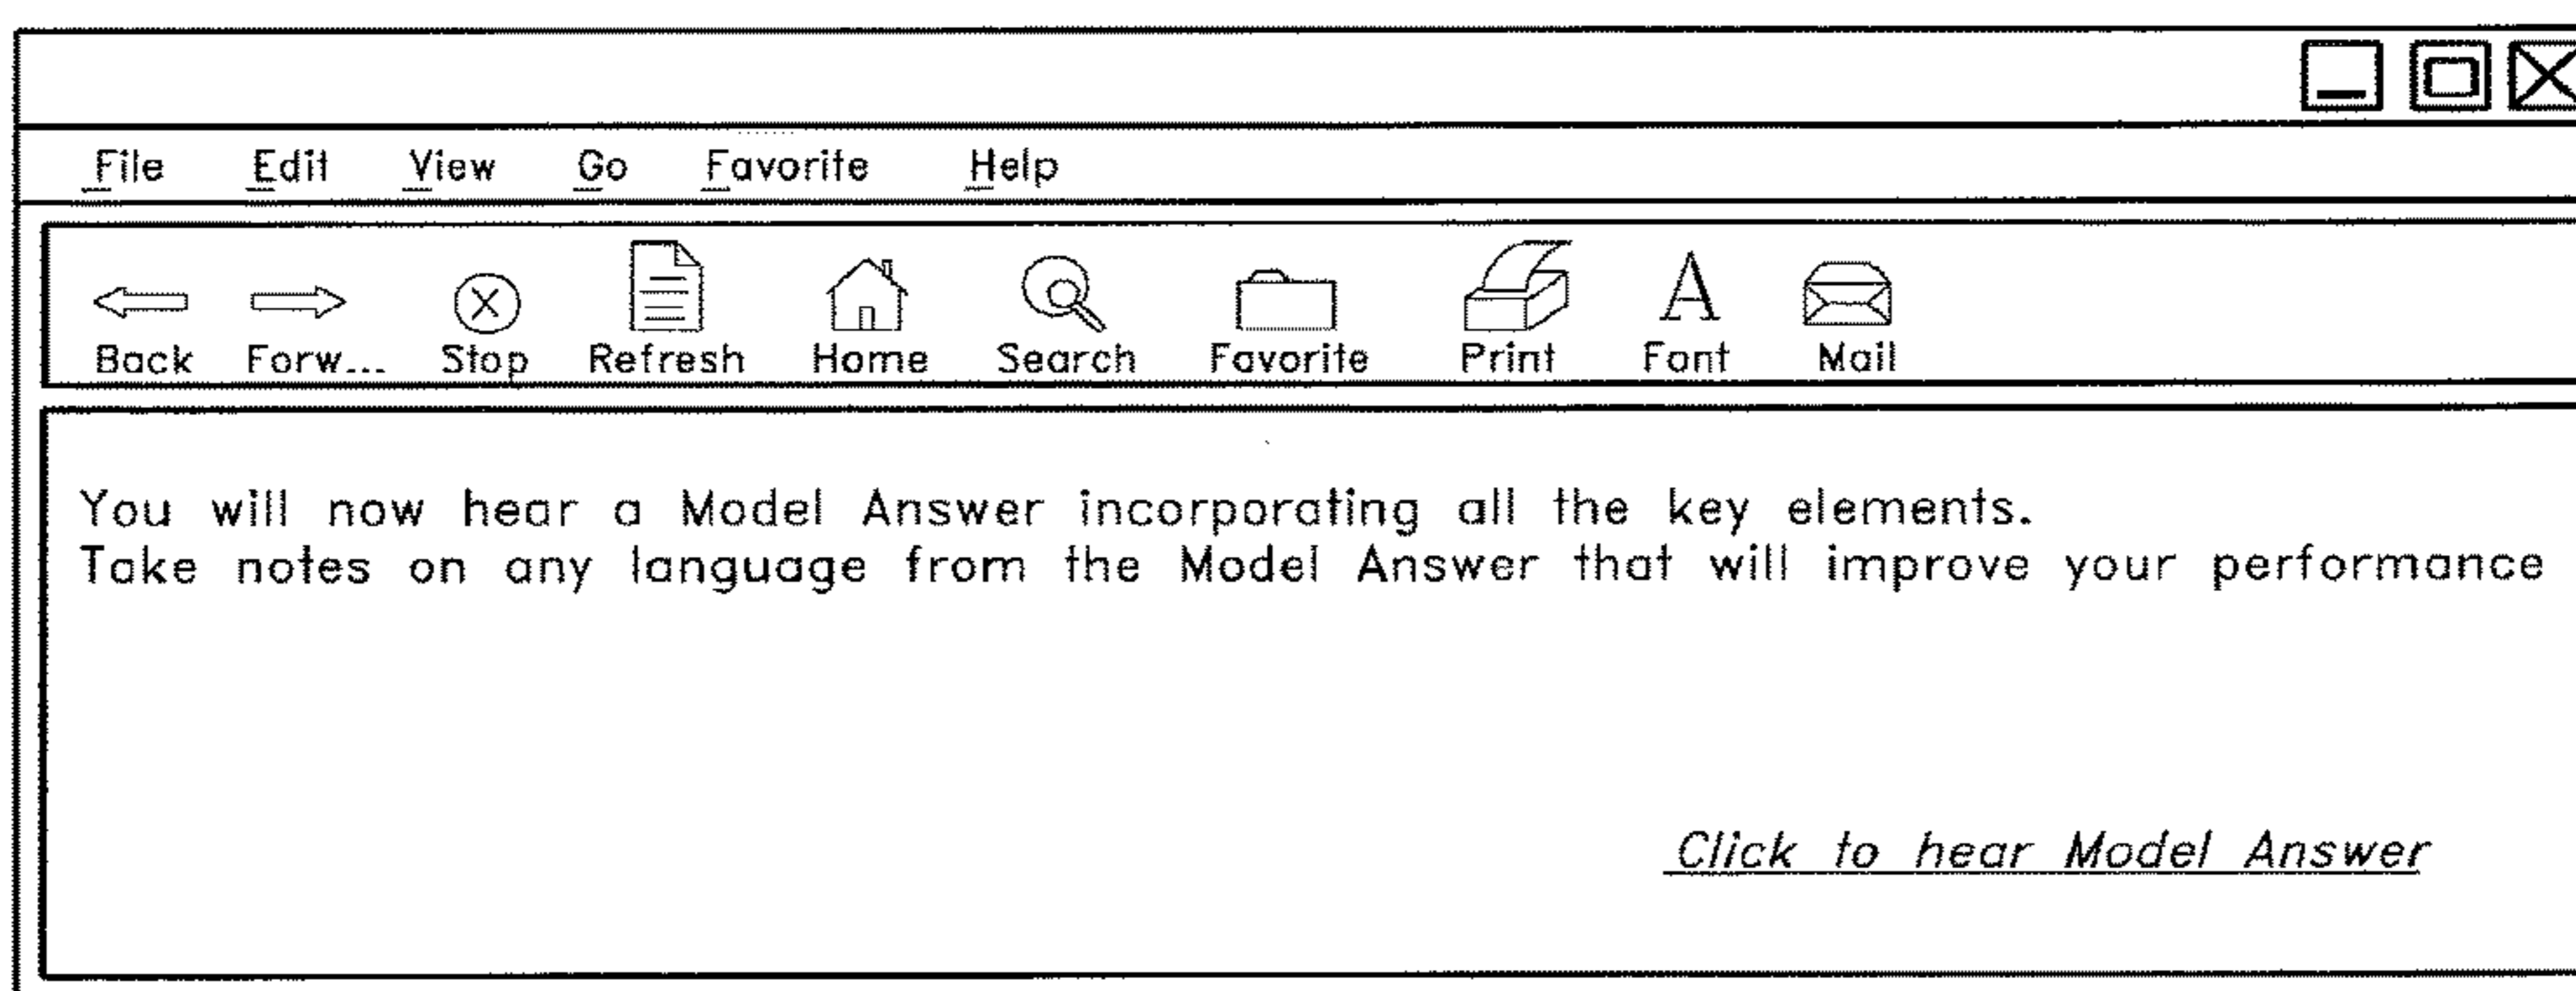 File Edit View Go Favorite Help
Back Forw... Stop Refresh Home Search Favorite Print Font Mail
You will now hear a Model Answer incorporating all the key elements.
Take notes on any language from the Model Answer that will improve your performance
Click to hear Model Answer